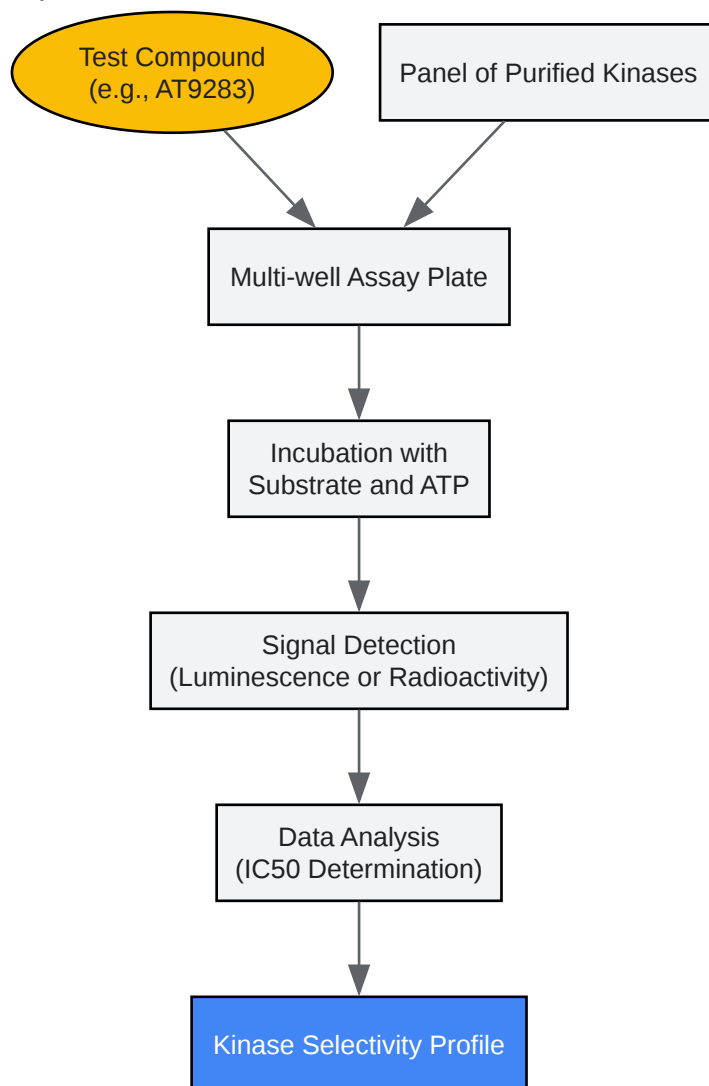 Test Compound
(e.g., AT9283)
Panel of Purified Kinases
Multi-well Assay Plate
Incubation with
Substrate and ATP
Signal Detection
(Luminescence or Radioactivity)
Data Analysis
(IC50 Determination)
Kinase Selectivity Profile